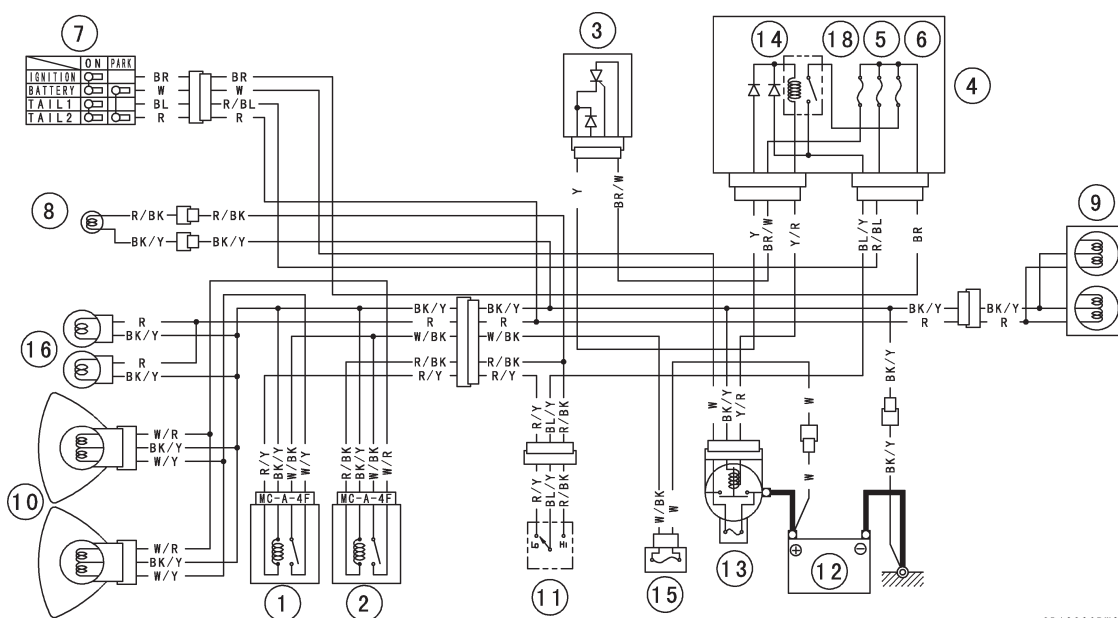 7
ON PARK
IGNITION
BATTERY
TAIL1
TAIL2
BR BR
W W
BL R/BL
R R
3
14 18 5 6
4
8
R/BK R/BK
BK/Y BK/Y
Y BR/W
Y BR/W Y/R
BL/Y R/BL BR
9
16
R
BK/Y
R
BK/Y
BK/Y BK/Y
R R
W/BK W/BK
R/BK R/BK
R/Y R/Y
BK/Y BK/Y
R R
BK/Y
10
W/R
BK/Y
W/Y
W/R
BK/Y
W/Y
R/Y BK/Y W/BK W/Y
R/BK BK/Y W/BK W/R
MC-A-4F MC-A-4F
1 2
R/Y BL/Y R/BK
R/Y BL/Y R/BK
Lo Hi
11
W/BK W
15
W BK/Y Y/R
13
W
W
12
BK/Y